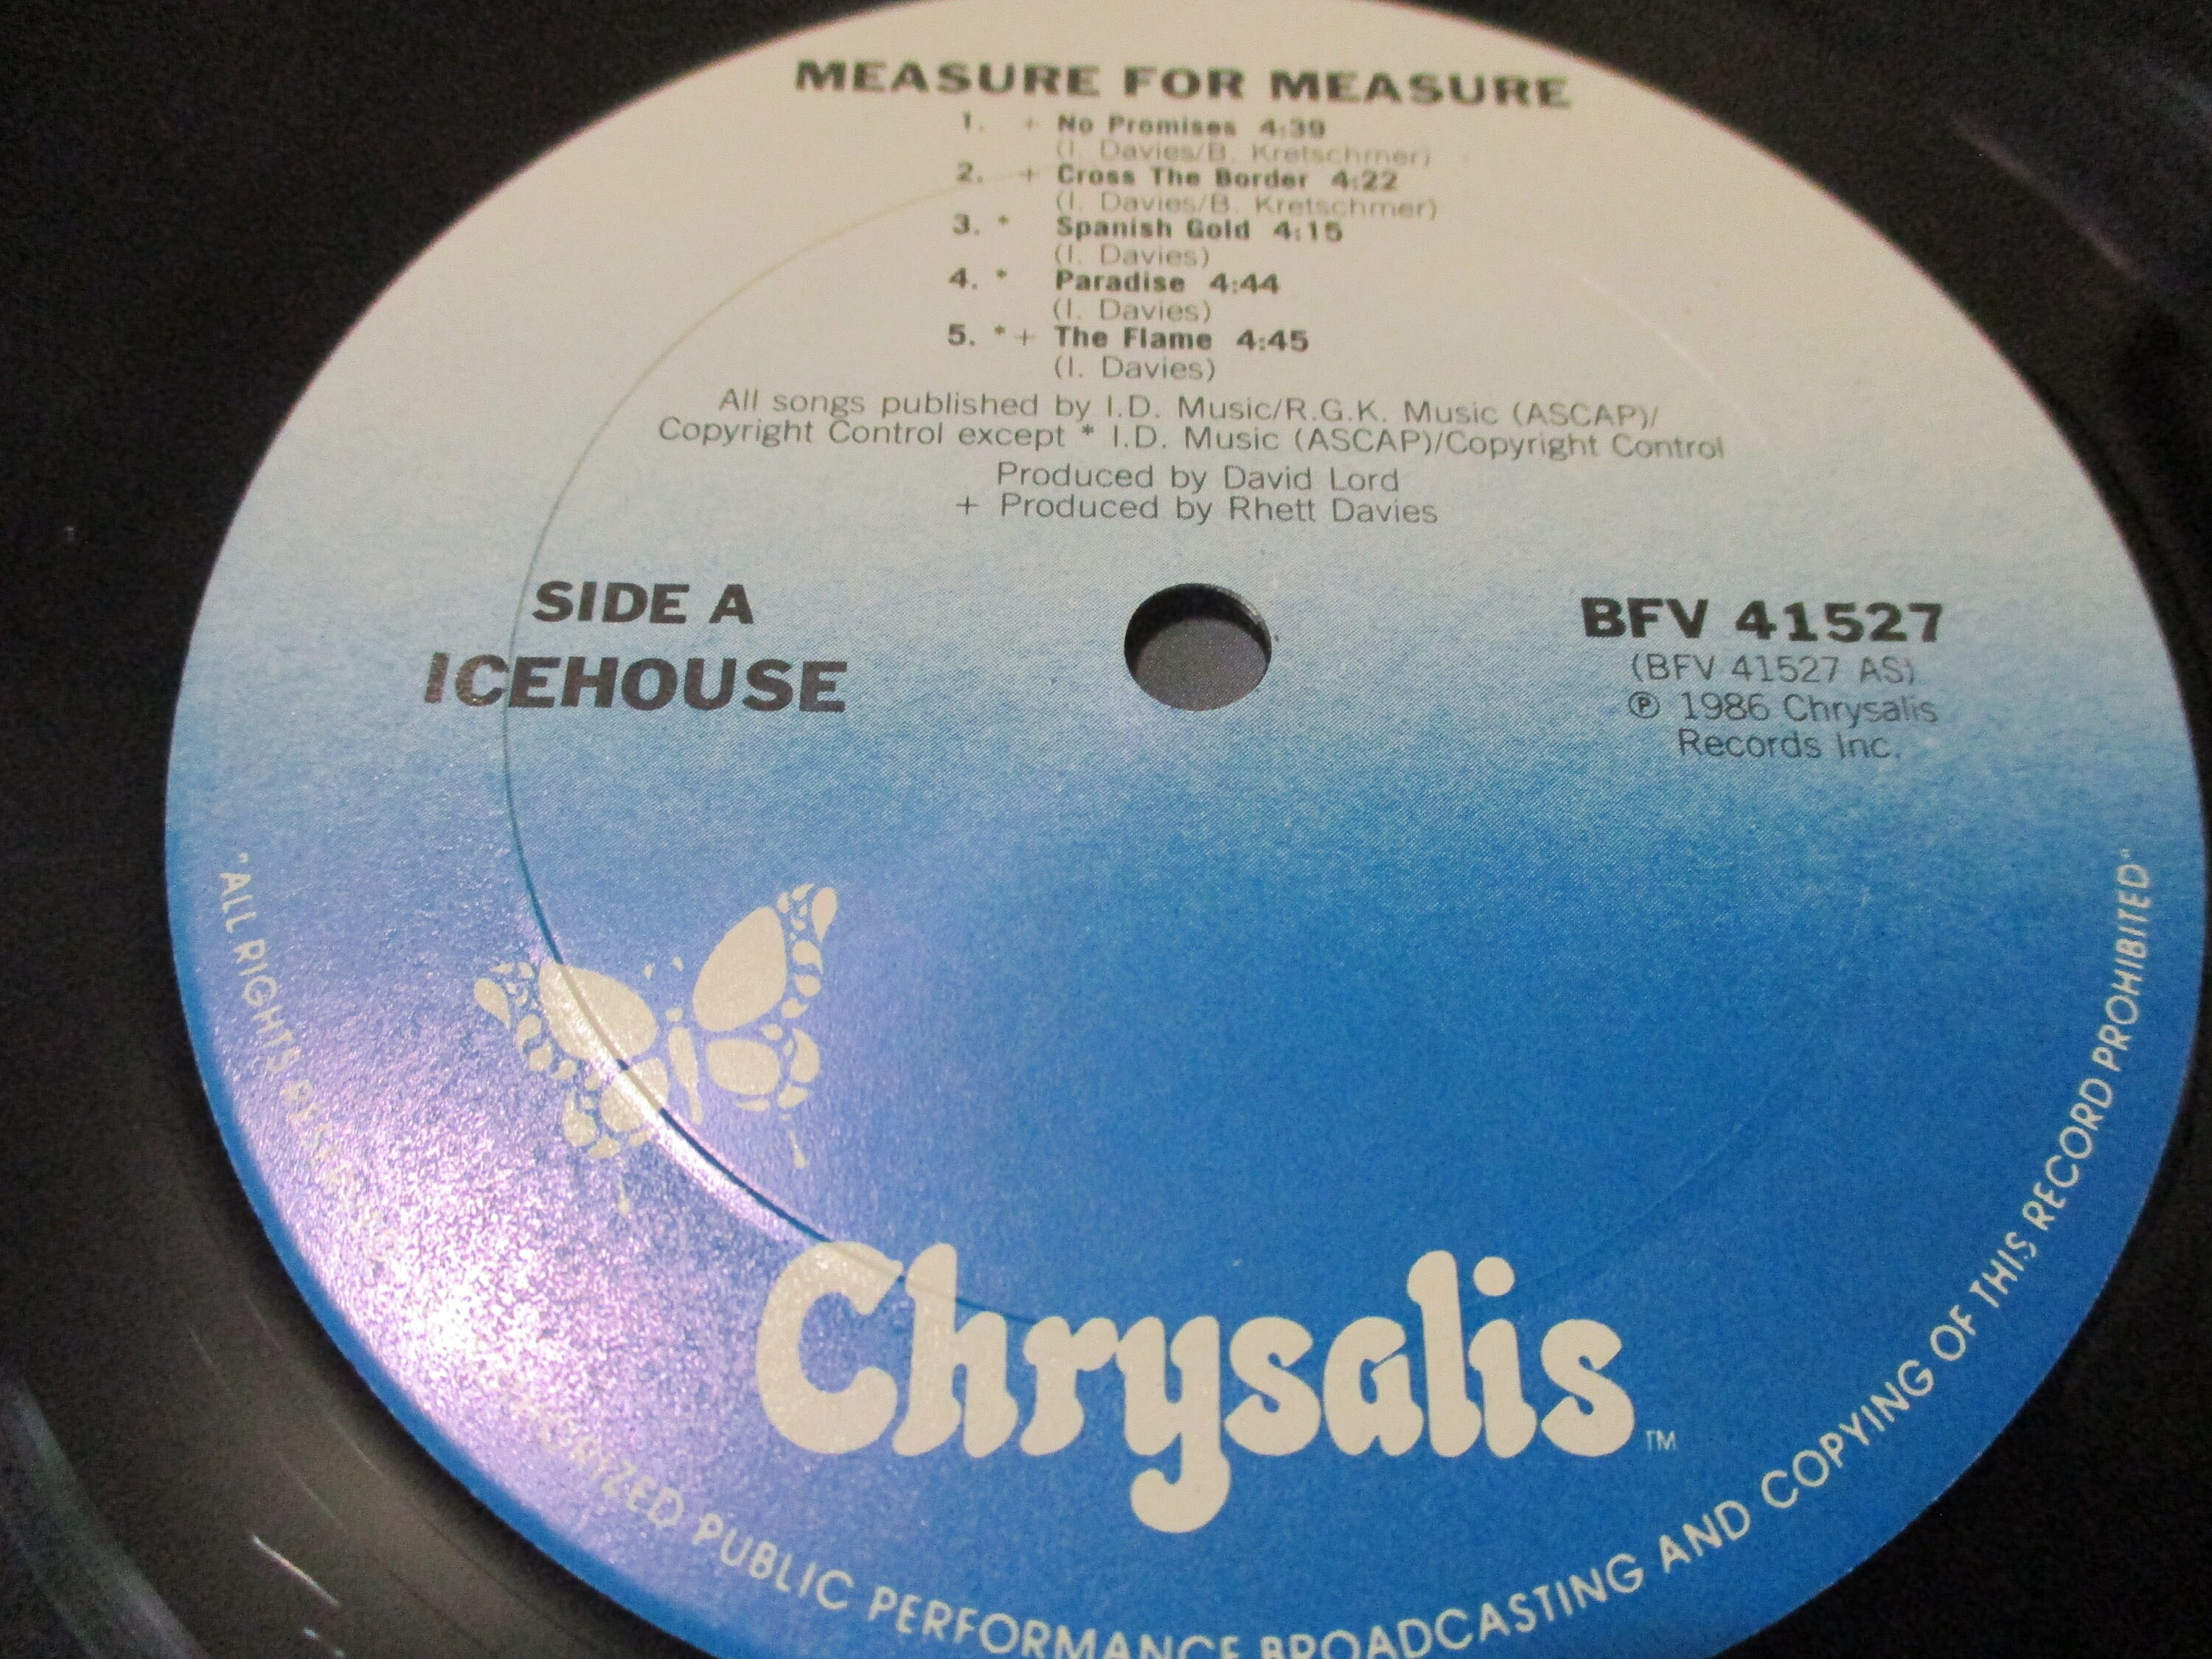 MEASURE FOR MEASURE
1. + No Promises 4:39
(I. Davies/B. Kretschmer)
2. + Cross The Border 4:22
(I. Davies/B. Kretschmer)
3. * Spanish Gold 4:15
(I. Davies)
4. * Paradise 4:44
(I. Davies)
5. * + The Flame 4:45
(I. Davies)
All songs published by I.D. Music/R.G.K. Music (ASCAP)/
Copyright Control except * I.D. Music (ASCAP)/Copyright Control
Produced by David Lord
+ Produced by Rhett Davies
SIDE A
ICEHOUSE
BFV 41527
(BFV 41527 AS)
℗ 1986 Chrysalis
Records Inc.
Chrysalis TM
"ALL RIGHTS PUBLIC PERFORMANCE BROADCASTING AND COPYING OF THIS RECORD PROHIBITED"